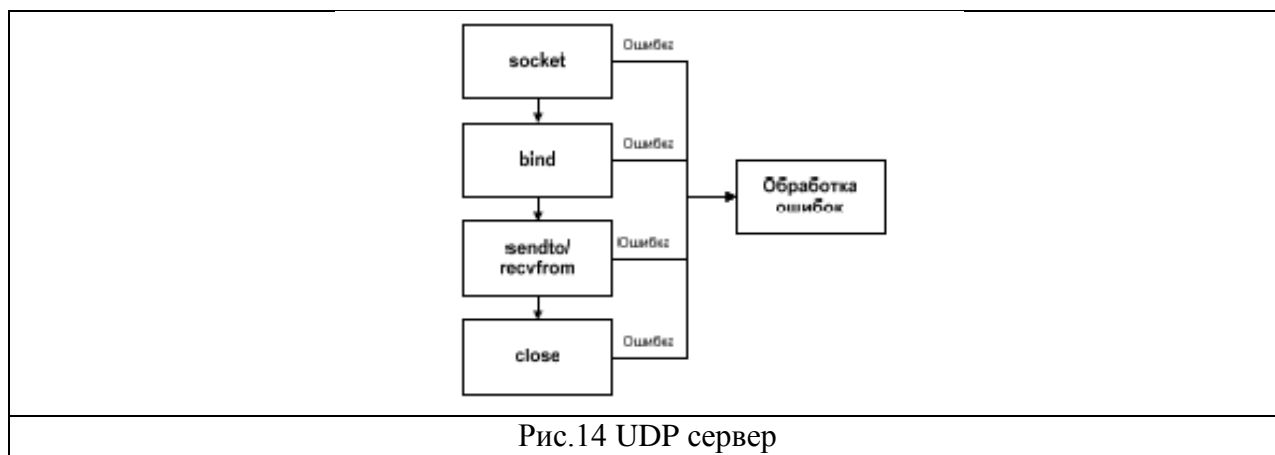 socket
Ошибка
bind
Ошибка
Обработка
ошибок
sendto/
recvfrom
Ошибка
close
Ошибка
Рис.14 UDP сервер